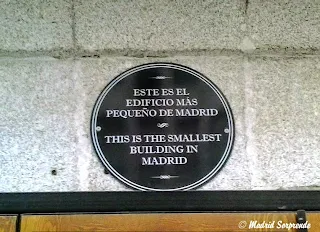 ESTE ES EL
EDIFICIO MÁS
PEQUEÑO DE MADRID
THIS IS THE SMALLEST
BUILDING IN
MADRID
© Madrid Sorprende